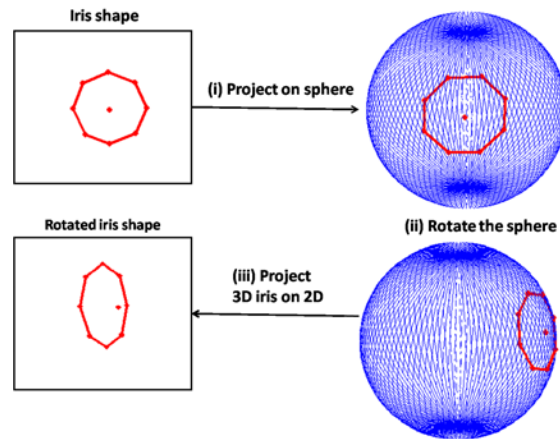 Iris shape
(i) Project on sphere
Rotated iris shape
(ii) Rotate the sphere
(iii) Project
3D iris on 2D